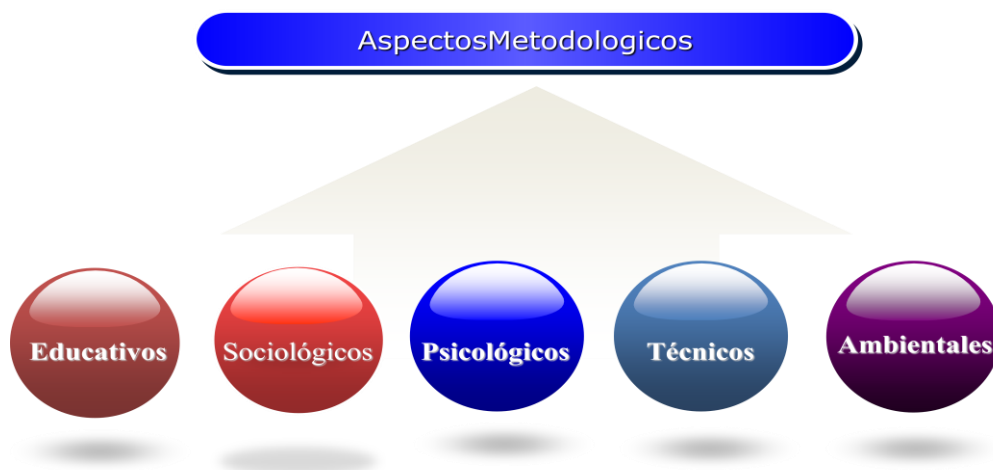 AspectosMetodologicos
Educativos
Sociológicos
Psicológicos
Técnicos
Ambientales